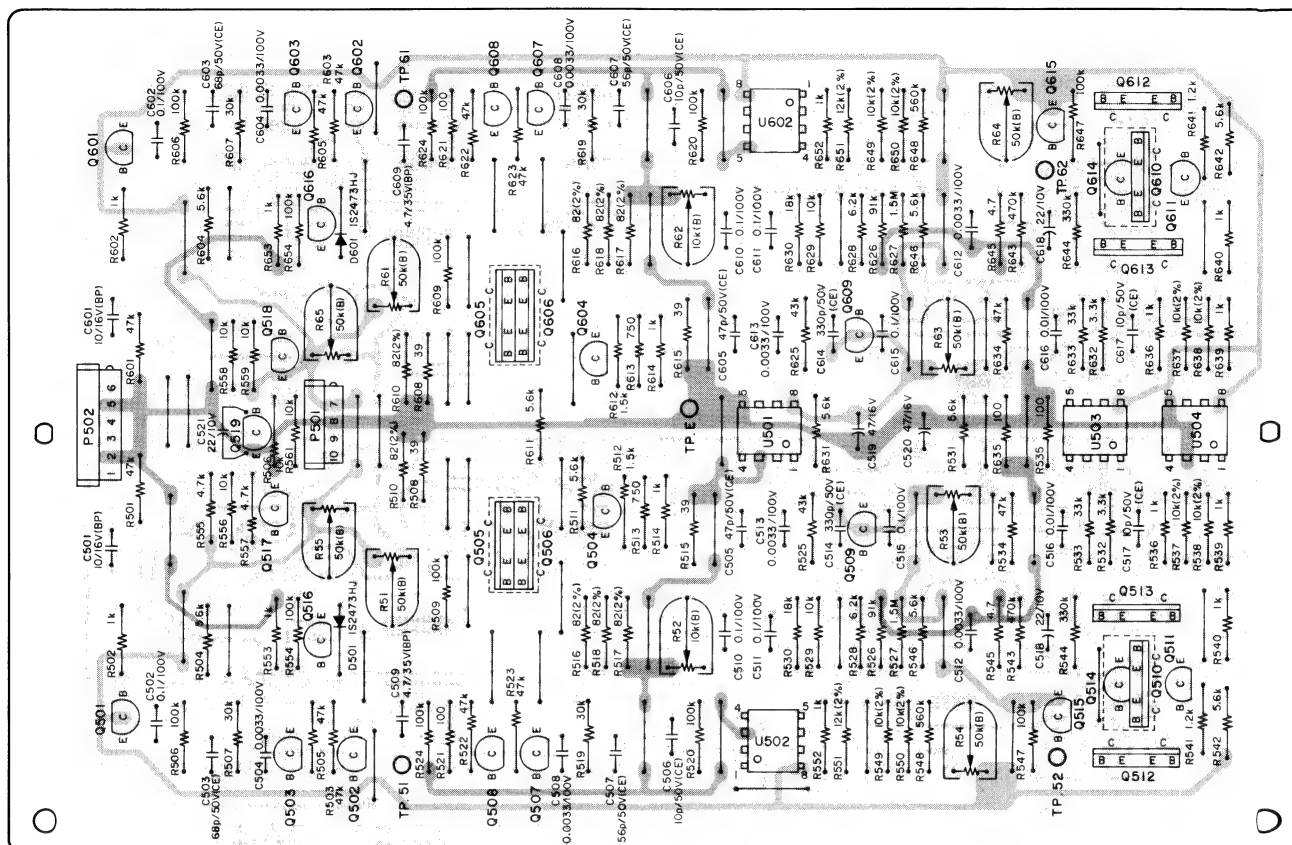 Q601
C602
0.1/100V
100k
R606
C603
68p/50V(CE)
30k
R607
C604 0.0033/100V
Q603
47k
R605
R603
47k
Q602
TP.61
100k
R624
100
R621
47k
R622
Q608
R623
47k
Q607
C608
0.0033/100V
30k
R619
C607
56p/50V(CE)
C606
10p/50V(CE)
100k
R620
U602
1k
R652
12k(2%)
R651
10k(2%)
R649
10k(2%)
R650
560k
R648
R64
50k(B)
Q615
100k
R647
TP.62
Q612
Q614
Q610
Q611
Q613
1.2k
R641
5.6k
R642
1k
R602
5.6k
R604
1k
R653
100k
R654
Q616
D601 IS2473HJ
C609
4.7/35V(BP)
R61
50k(B)
100k
R609
82(2%)
R616
82(2%)
R618
82(2%)
R617
R62
10k(B)
C610 0.1/100V
C611 0.1/100V
18k
R630
10k
R629
6.2k
R628
91k
R626
1.5M
R627
5.6k
R646
C612 0.0033/100V
4.7
R645
470k
R643
C618 22/10V
330k
R644
1k
R640
C601
10/16V(BP)
47k
R601
10k
R558
10k
R559
Q518
R65
50k(B)
82(2%)
R610
39
R608
Q605
Q606
Q604
R612
1.5k
750
R613
1k
R614
39
R615
C605 47p/50V(CE)
C613
0.0033/100V
43k
R625
C614 330p/50V
(CE)
Q609
C615 0.1/100V
R63
50k(B)
47k
R634
C616 0.01/100V
33k
R633
3.3k
R632
C617 10p/50V
(CE)
1k
R636
10k(2%)
R637
10k(2%)
R638
1k
R639
P502
1 2 3 4 5 6
C521
22/10V
Q519
10k
R561
P501
10 9 8 7
82(2%)
R510
39
R508
5.6k
R611
TP.E
U501
5.6k
R631
C519 47/16V
C520 47/16V
5.6k
R531
100
R635
100
R535
U503
U504
47k
R501
C501
10/16V(BP)
4.7k
R555
10k
R556
4.7k
R557
Q517
R55
50k(B)
Q505
Q506
5.6k
R511
Q504
R512
1.5k
750
R513
1k
R514
39
R515
C505 47p/50V(CE)
C513
0.0033/100V
43k
R525
C514 330p/50V
(CE)
Q509
C515 0.1/100V
R53
50k(B)
47k
R534
C516 0.01/100V
33k
R533
3.3k
R532
C517 10p/50V
(CE)
1k
R536
10k(2%)
R537
10k(2%)
R538
1k
R539
1k
R502
5.6k
R504
1k
R553
100k
R554
Q516
D501 IS2473HJ
C509
4.7/35V(BP)
R51
50k(B)
100k
R509
82(2%)
R516
82(2%)
R518
82(2%)
R517
R52
10k(B)
C510 0.1/100V
C511 0.1/100V
18k
R530
10k
R529
6.2k
R528
91k
R526
1.5M
R527
5.6k
R546
C512 0.0033/100V
4.7
R545
470k
R543
C518 22/10V
330k
R544
1k
R540
Q501
C502
0.1/100V
100k
R506
C503
68p/50V(CE)
30k
R507
C504 0.0033/100V
Q503
47k
R505
R503
47k
Q502
TP.51
100k
R524
100
R521
47k
R522
Q508
R523
47k
Q507
C508
0.0033/100V
30k
R519
C507
56p/50V(CE)
C506
10p/50V(CE)
100k
R520
U502
1k
R552
12k(2%)
R551
10k(2%)
R549
10k(2%)
R550
560k
R548
R54
50k(B)
100k
R547
Q515
TP.52
Q513
Q514
Q510
Q511
Q512
1.2k
R541
5.6k
R542